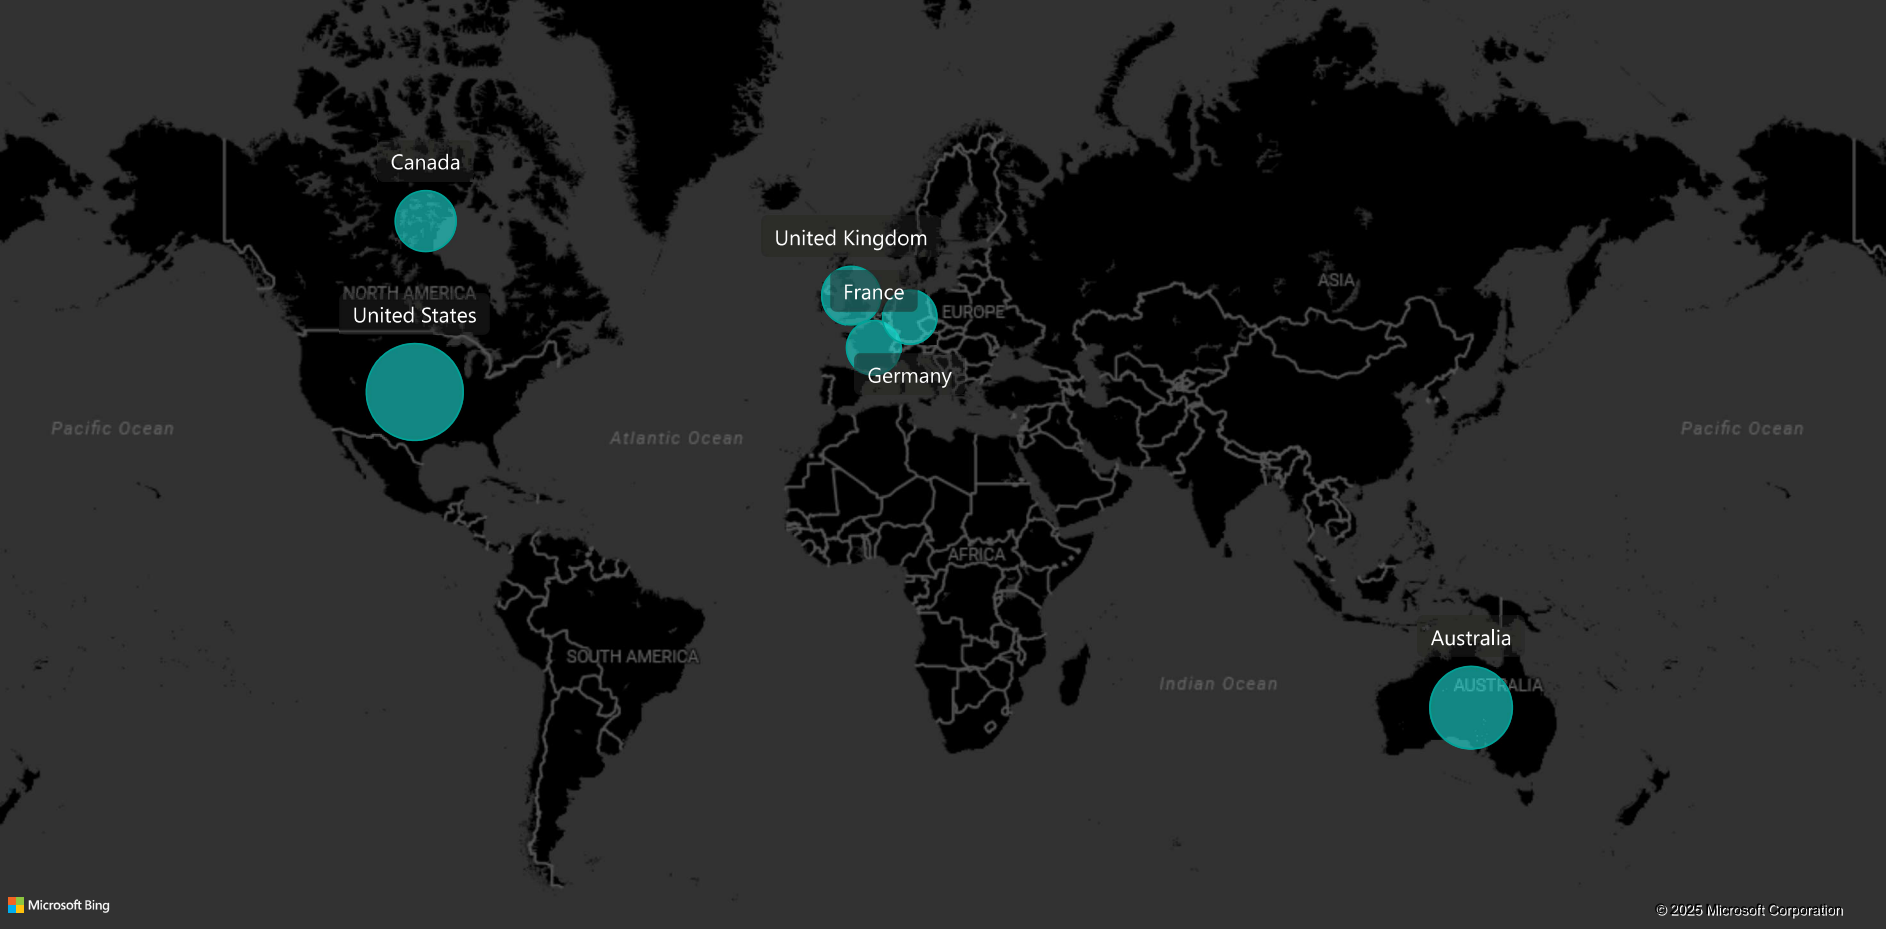 Canada
United Kingdom
ASIA
NORTH AMERICA
France
EUROPE
United States
Germany
Pacific Ocean
Atlantic Ocean
Pacific Ocean
AFRICA
Australia
SOUTH AMERICA
Indian Ocean
AUSTRALIA
Microsoft Bing
© 2025 Microsoft Corporation